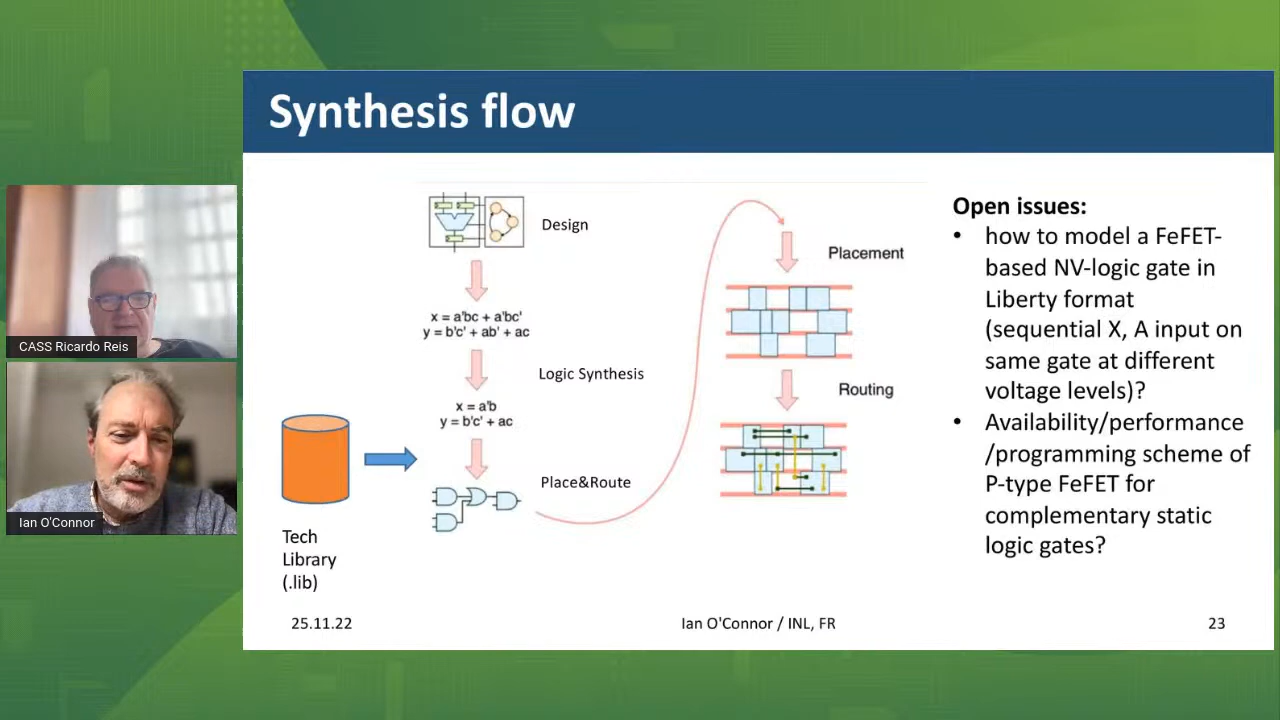 Synthesis flow
CASS Ricardo Reis
Ian O'Connor
Design
x = a'bc + a'bc'
y = b'c' + ab' + ac
Logic Synthesis
x = a'b
y = b'c' + ac
Place&Route
Tech
Library
(.lib)
Placement
Routing
Open issues:
• how to model a FeFET-
based NV-logic gate in
Liberty format
(sequential X, A input on
same gate at different
voltage levels)?
• Availability/performance
/programming scheme of
P-type FeFET for
complementary static
logic gates?
25.11.22
Ian O'Connor / INL, FR
23